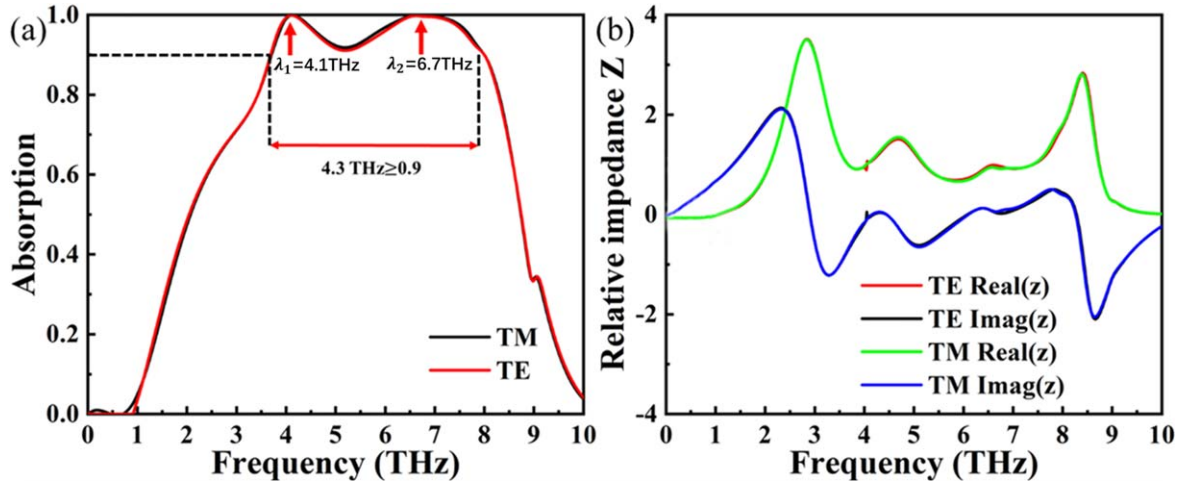 (a)
1.0
0.8
0.6
0.4
0.2
0.0
Absorption
λ₁=4.1THz
λ₂=6.7THz
4.3 THz≥0.9
TM
TE
0 1 2 3 4 5 6 7 8 9 10
Frequency (THz)
(b)
4
2
0
-2
-4
Relative impedance Z
TE Real(z)
TE Imag(z)
TM Real(z)
TM Imag(z)
0 1 2 3 4 5 6 7 8 9 10
Frequency (THz)